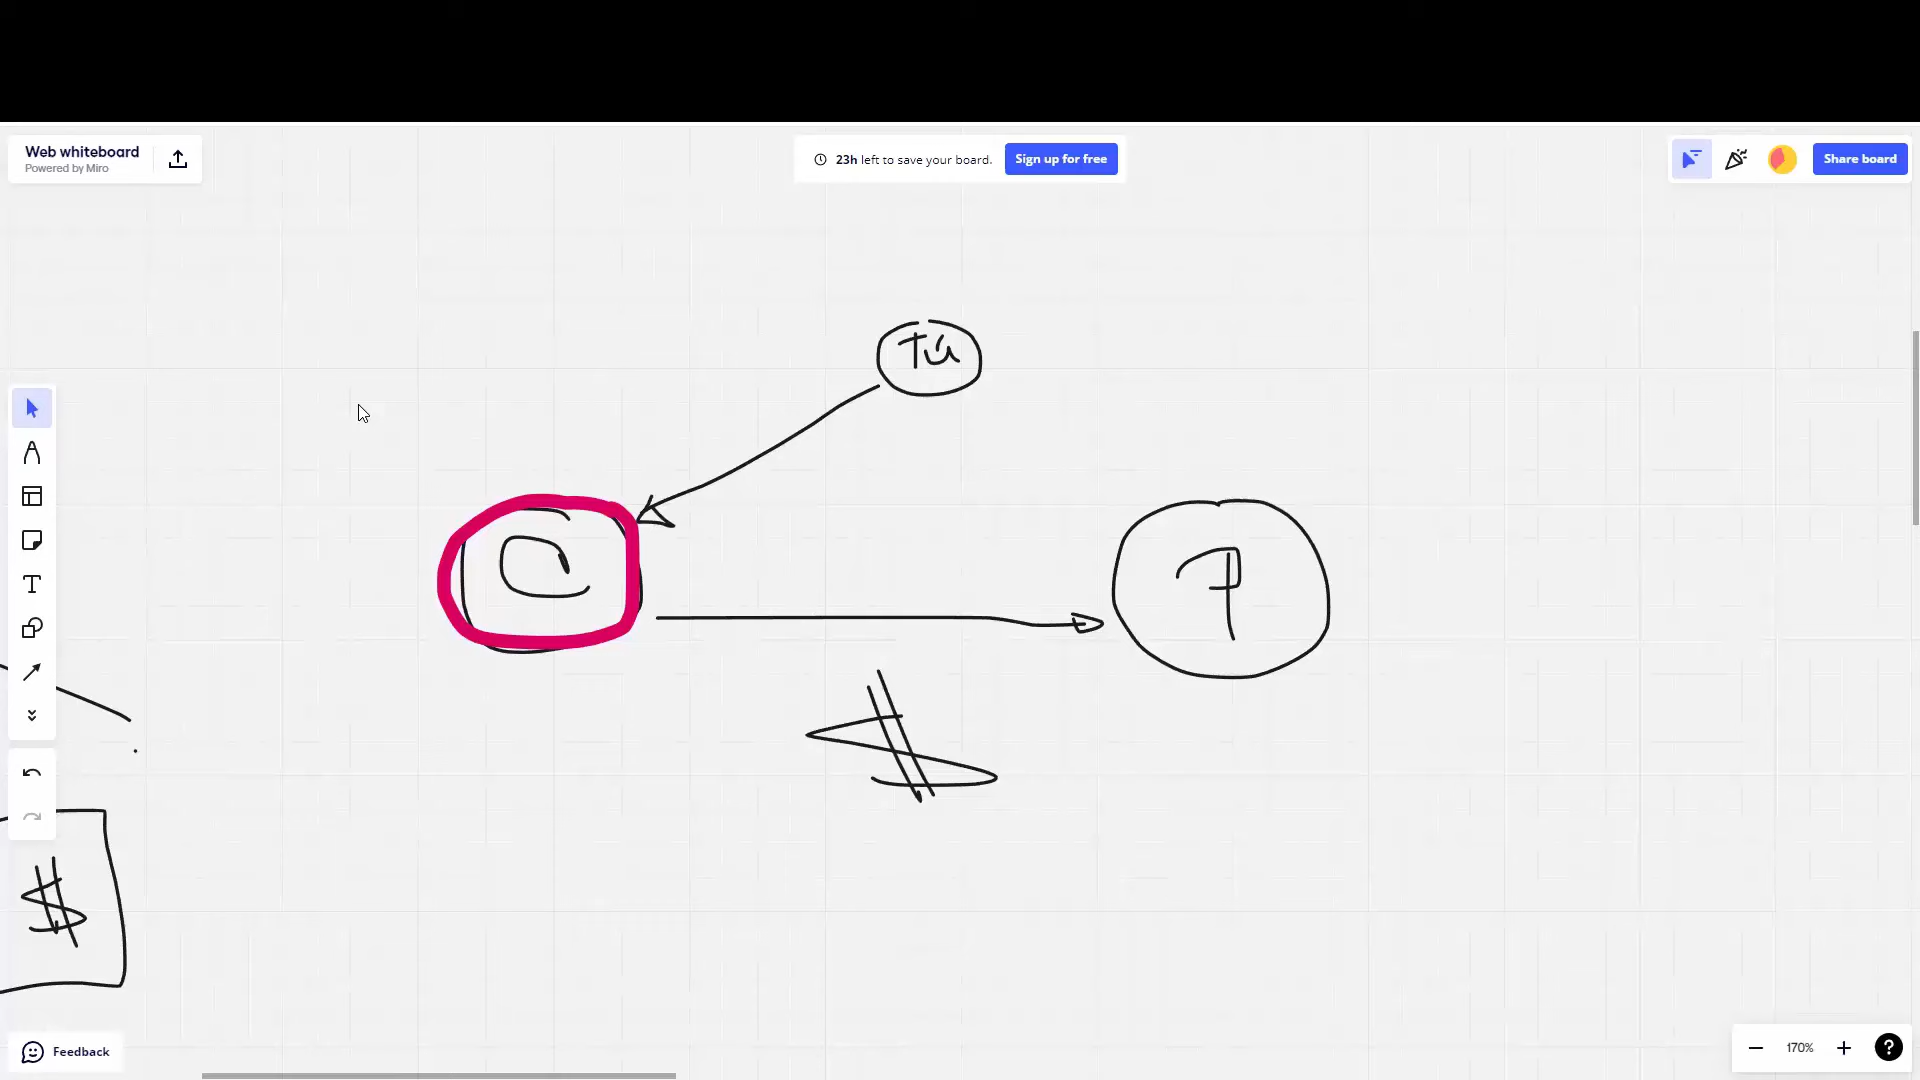 Web whiteboard
Powered by Miro
23h left to save your board.
Sign up for free
Share board
Tú
C
P
$
$
T
Feedback
170%
?